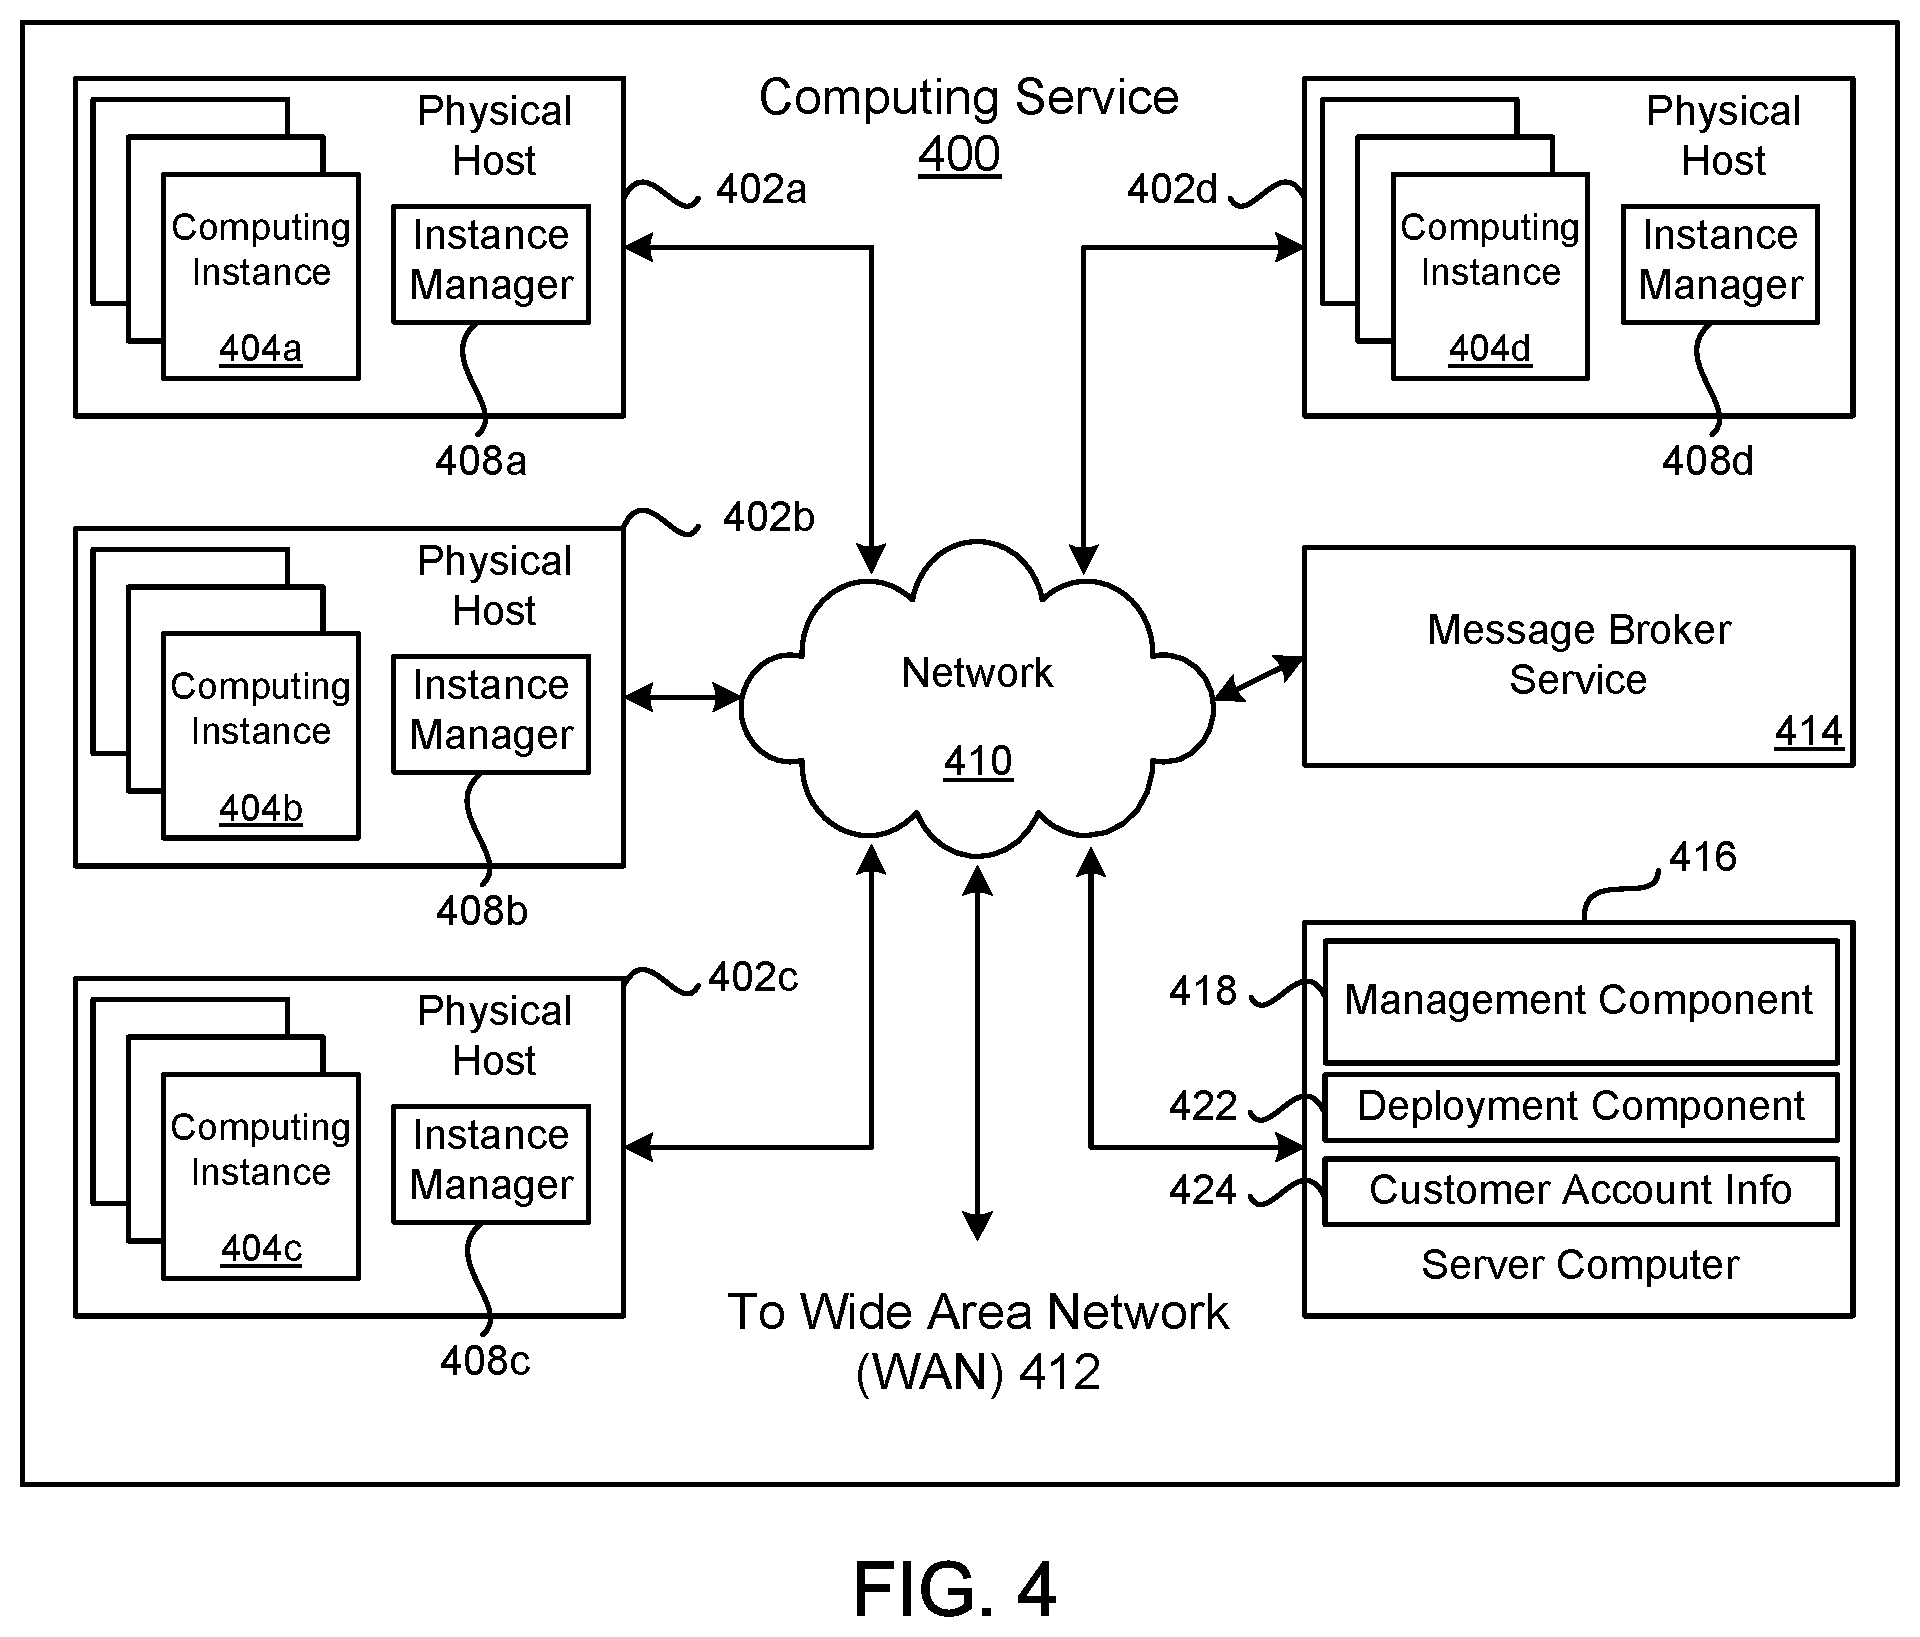 Computing Service
400
Physical
Host
402a
Computing
Instance
404a
Instance
Manager
408a
402d
Physical
Host
Computing
Instance
404d
Instance
Manager
408d
402b
Physical
Host
Computing
Instance
404b
Instance
Manager
408b
Network
410
Message Broker
Service
414
402c
Physical
Host
Computing
Instance
404c
Instance
Manager
408c
416
418
Management Component
422
Deployment Component
424
Customer Account Info
Server Computer
To Wide Area Network
(WAN) 412
FIG. 4